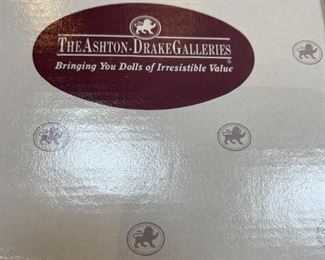 THE ASHTON-DRAKE GALLERIES
®
Bringing You Dolls of Irresistible Value